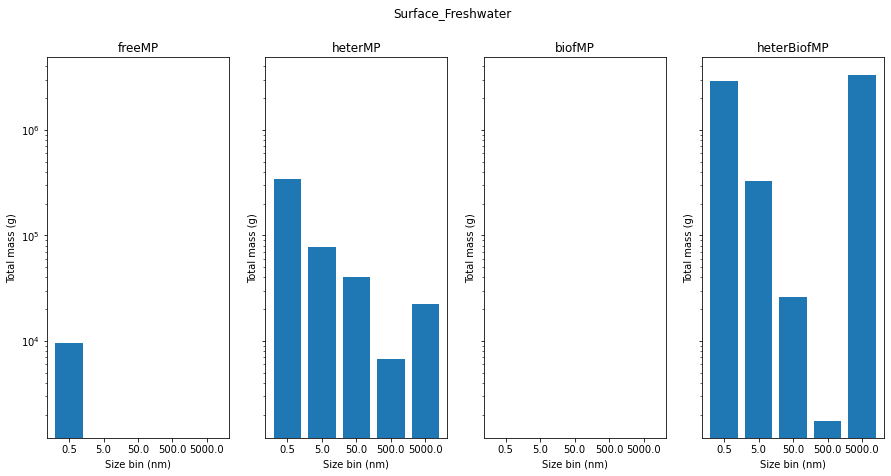 Surface_Freshwater
freeMP
heterMP
biofMP
heterBiofMP
Total mass (g)
10⁶
10⁵
10⁴
0.5 5.0 50.0 500.0 5000.0
Size bin (nm)
Total mass (g)
0.5 5.0 50.0 500.0 5000.0
Size bin (nm)
Total mass (g)
0.5 5.0 50.0 500.0 5000.0
Size bin (nm)
Total mass (g)
0.5 5.0 50.0 500.0 5000.0
Size bin (nm)